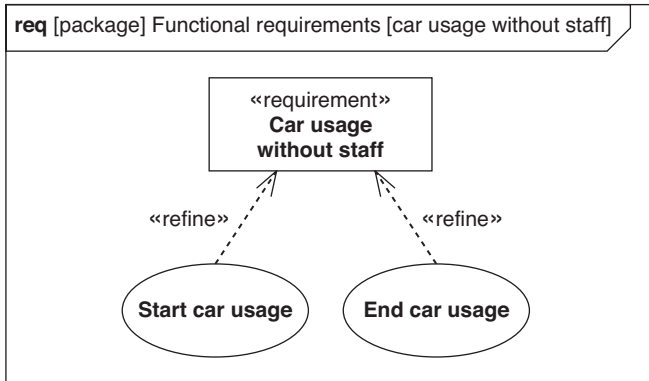 req [package] Functional requirements [car usage without staff]
«requirement»
Car usage
without staff
«refine»
«refine»
Start car usage
End car usage